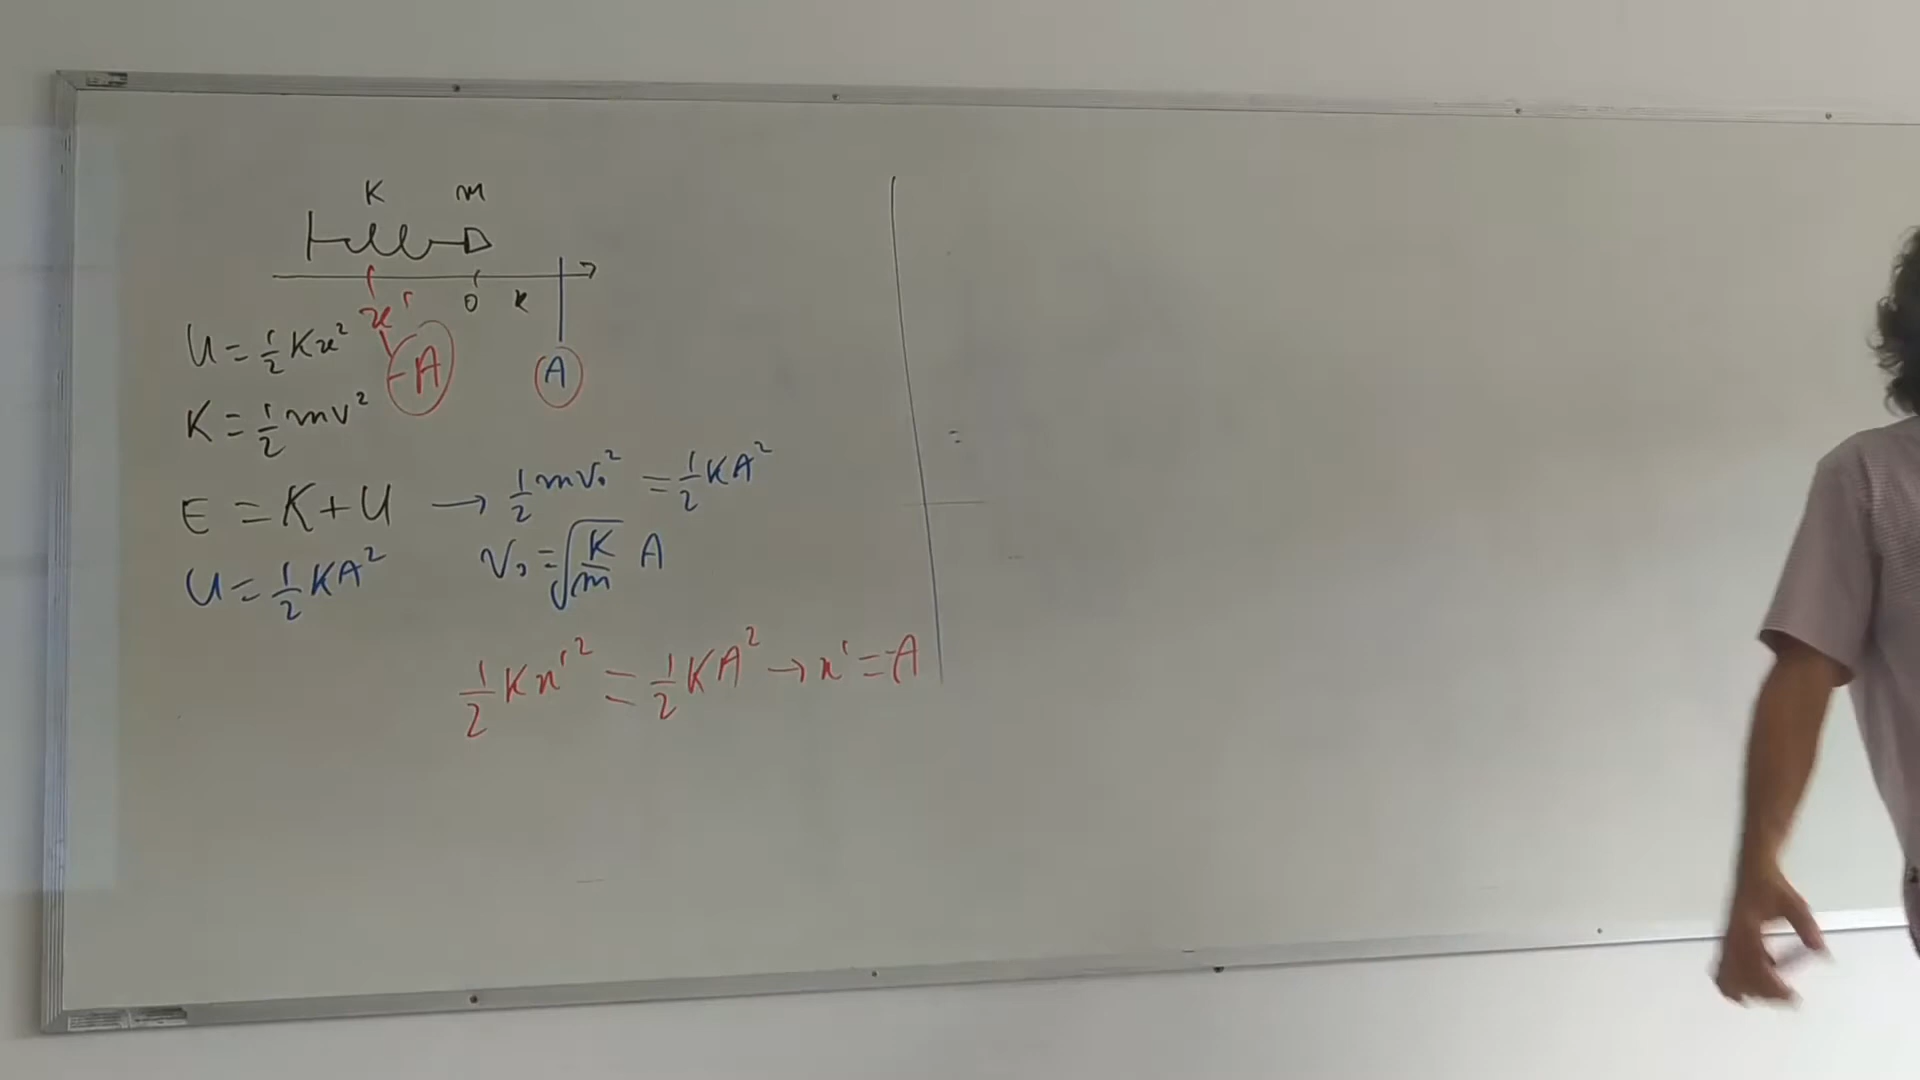 K m
x' 0 x
-A A
U = 1/2 Kx²
K = 1/2 mv²
E = K + U → 1/2 mv₀² = 1/2 KA²
U = 1/2 KA² v₀ = √(K/m) A
1/2 Kx'² = 1/2 KA² → x' = -A